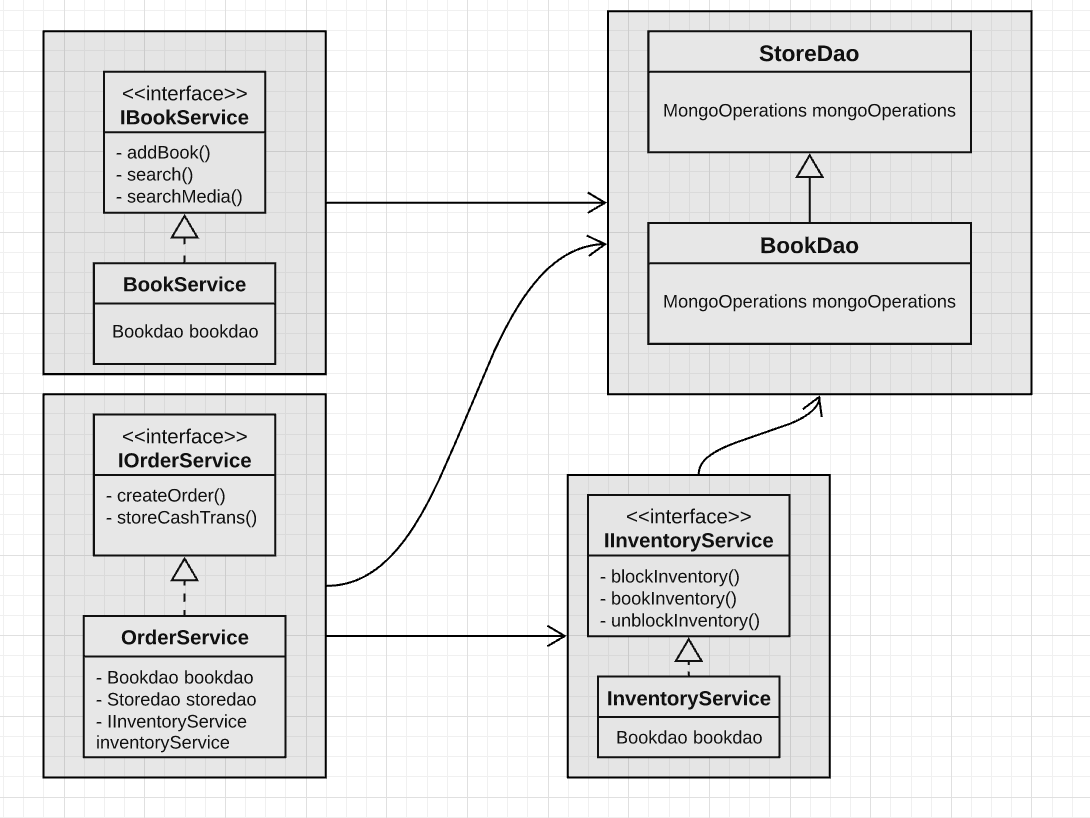 <<interface>>
IBookService
- addBook()
- search()
- searchMedia()
BookService
Bookdao bookdao
StoreDao
MongoOperations mongoOperations
BookDao
MongoOperations mongoOperations
<<interface>>
IOrderService
- createOrder()
- storeCashTrans()
OrderService
- Bookdao bookdao
- Storedao storedao
- IInventoryService
inventoryService
<<interface>>
IInventoryService
- blockInventory()
- bookInventory()
- unblockInventory()
InventoryService
Bookdao bookdao